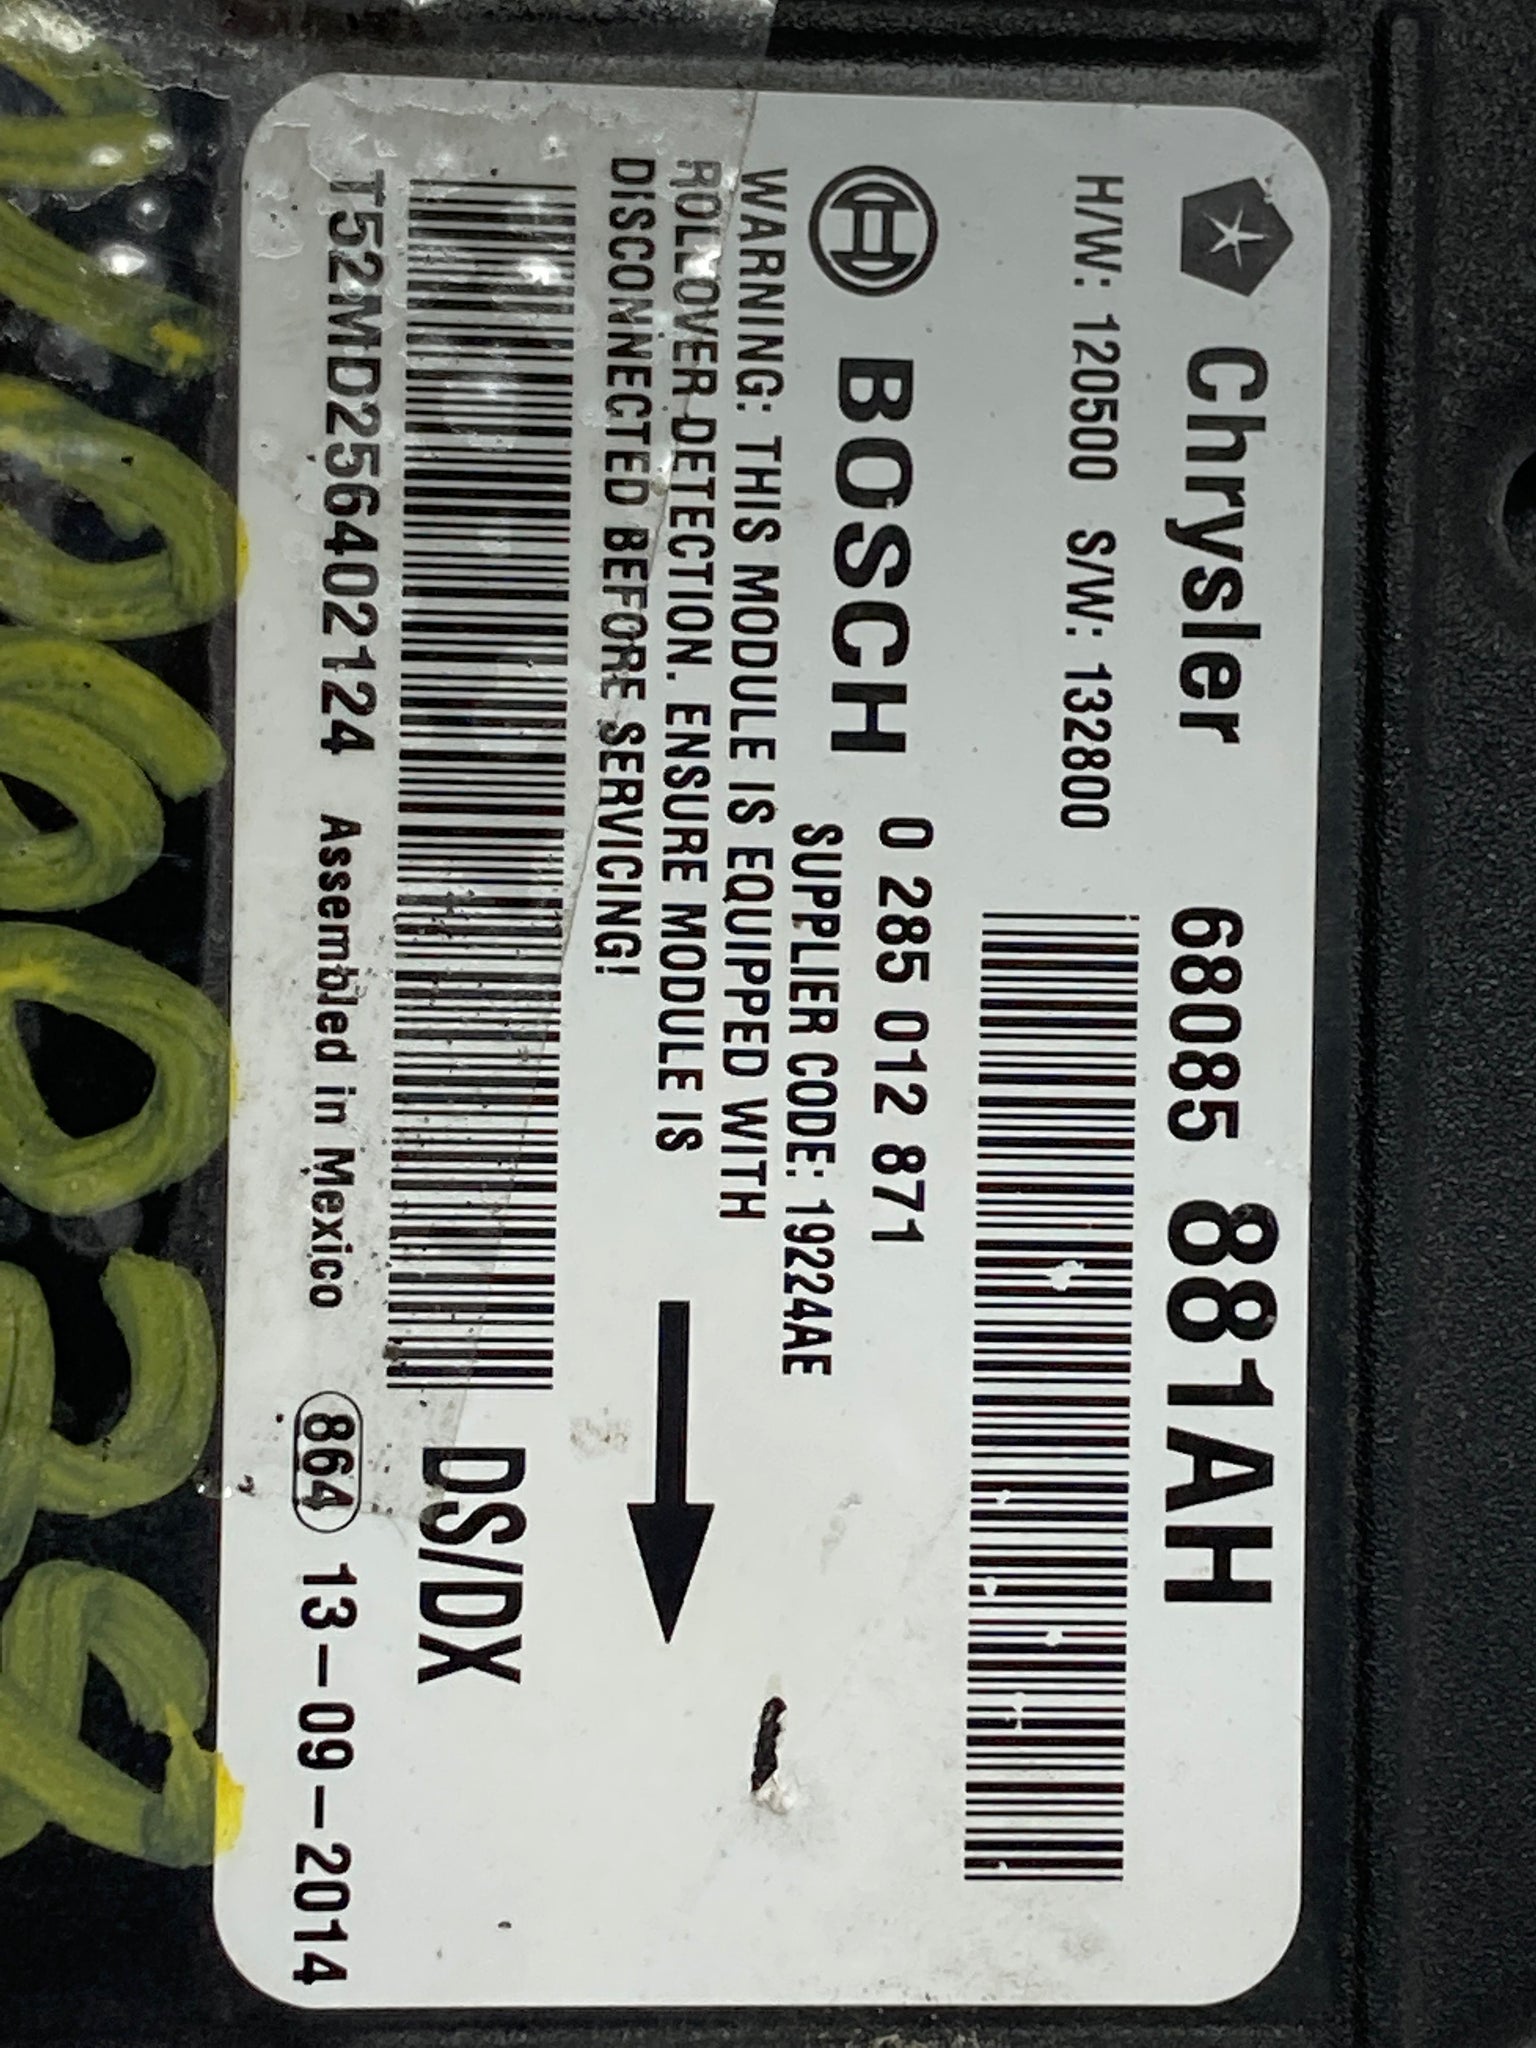 Chrysler 68085 881AH
H/W: 120500 S/W: 132800
BOSCH 0 285 012 871
SUPPLIER CODE: 19224AE
WARNING: THIS MODULE IS EQUIPPED WITH
ROLLOVER DETECTION. ENSURE MODULE IS
DISCONNECTED BEFORE SERVICING!
DS/DX
T52MD256402124 Assembled in Mexico 864 13-09-2014